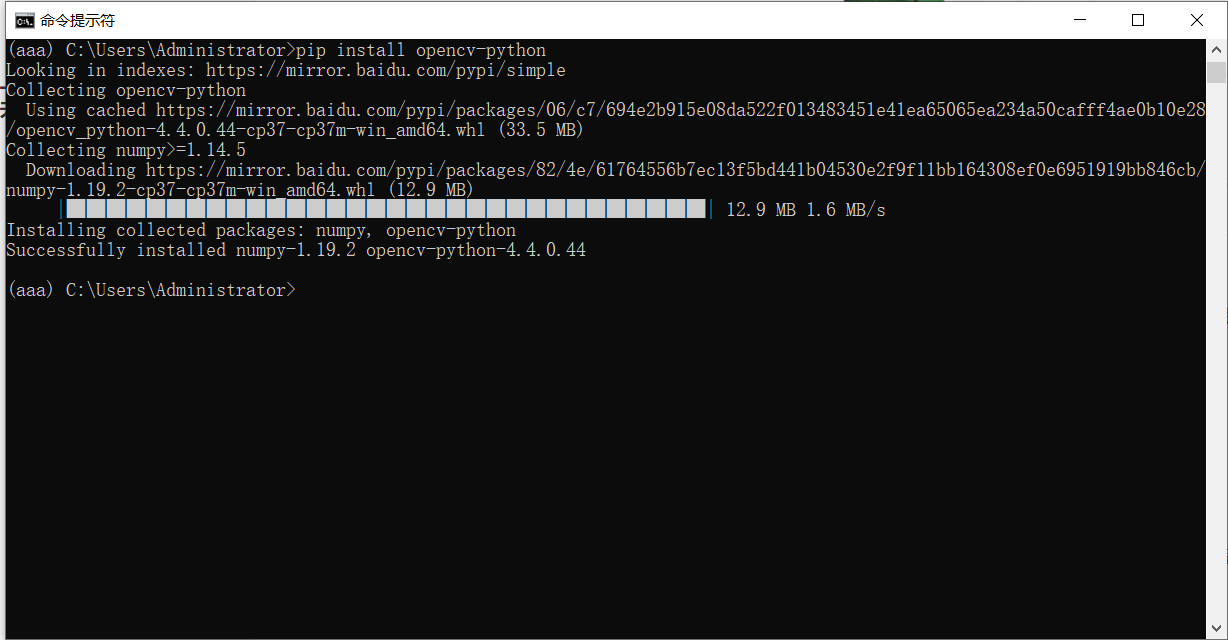 命令提示符
(aaa) C:\Users\Administrator>pip install opencv-python
Looking in indexes: https://mirror.baidu.com/pypi/simple
Collecting opencv-python
  Using cached https://mirror.baidu.com/pypi/packages/06/c7/694e2b915e08da522f013483451e41ea65065ea234a50cafff4ae0b10e28
/opencv_python-4.4.0.44-cp37-cp37m-win_amd64.whl (33.5 MB)
Collecting numpy>=1.14.5
  Downloading https://mirror.baidu.com/pypi/packages/82/4e/61764556b7ec13f5bd441b04530e2f9f11bb164308ef0e6951919bb846cb/
numpy-1.19.2-cp37-cp37m-win_amd64.whl (12.9 MB)
12.9 MB 1.6 MB/s
Installing collected packages: numpy, opencv-python
Successfully installed numpy-1.19.2 opencv-python-4.4.0.44
(aaa) C:\Users\Administrator>